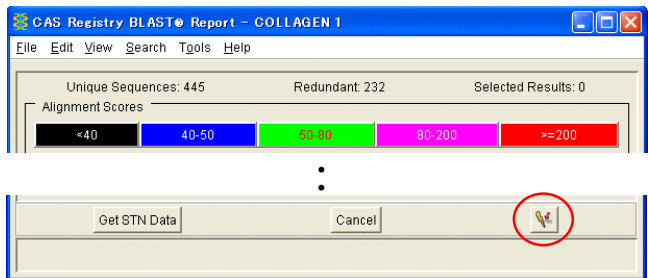 CAS Registry BLAST® Report - COLLAGEN 1
File Edit View Search Tools Help
Unique Sequences: 445 Redundant: 232 Selected Results: 0
Alignment Scores
<40 40-50 50-80 80-200 >=200
Get STN Data Cancel